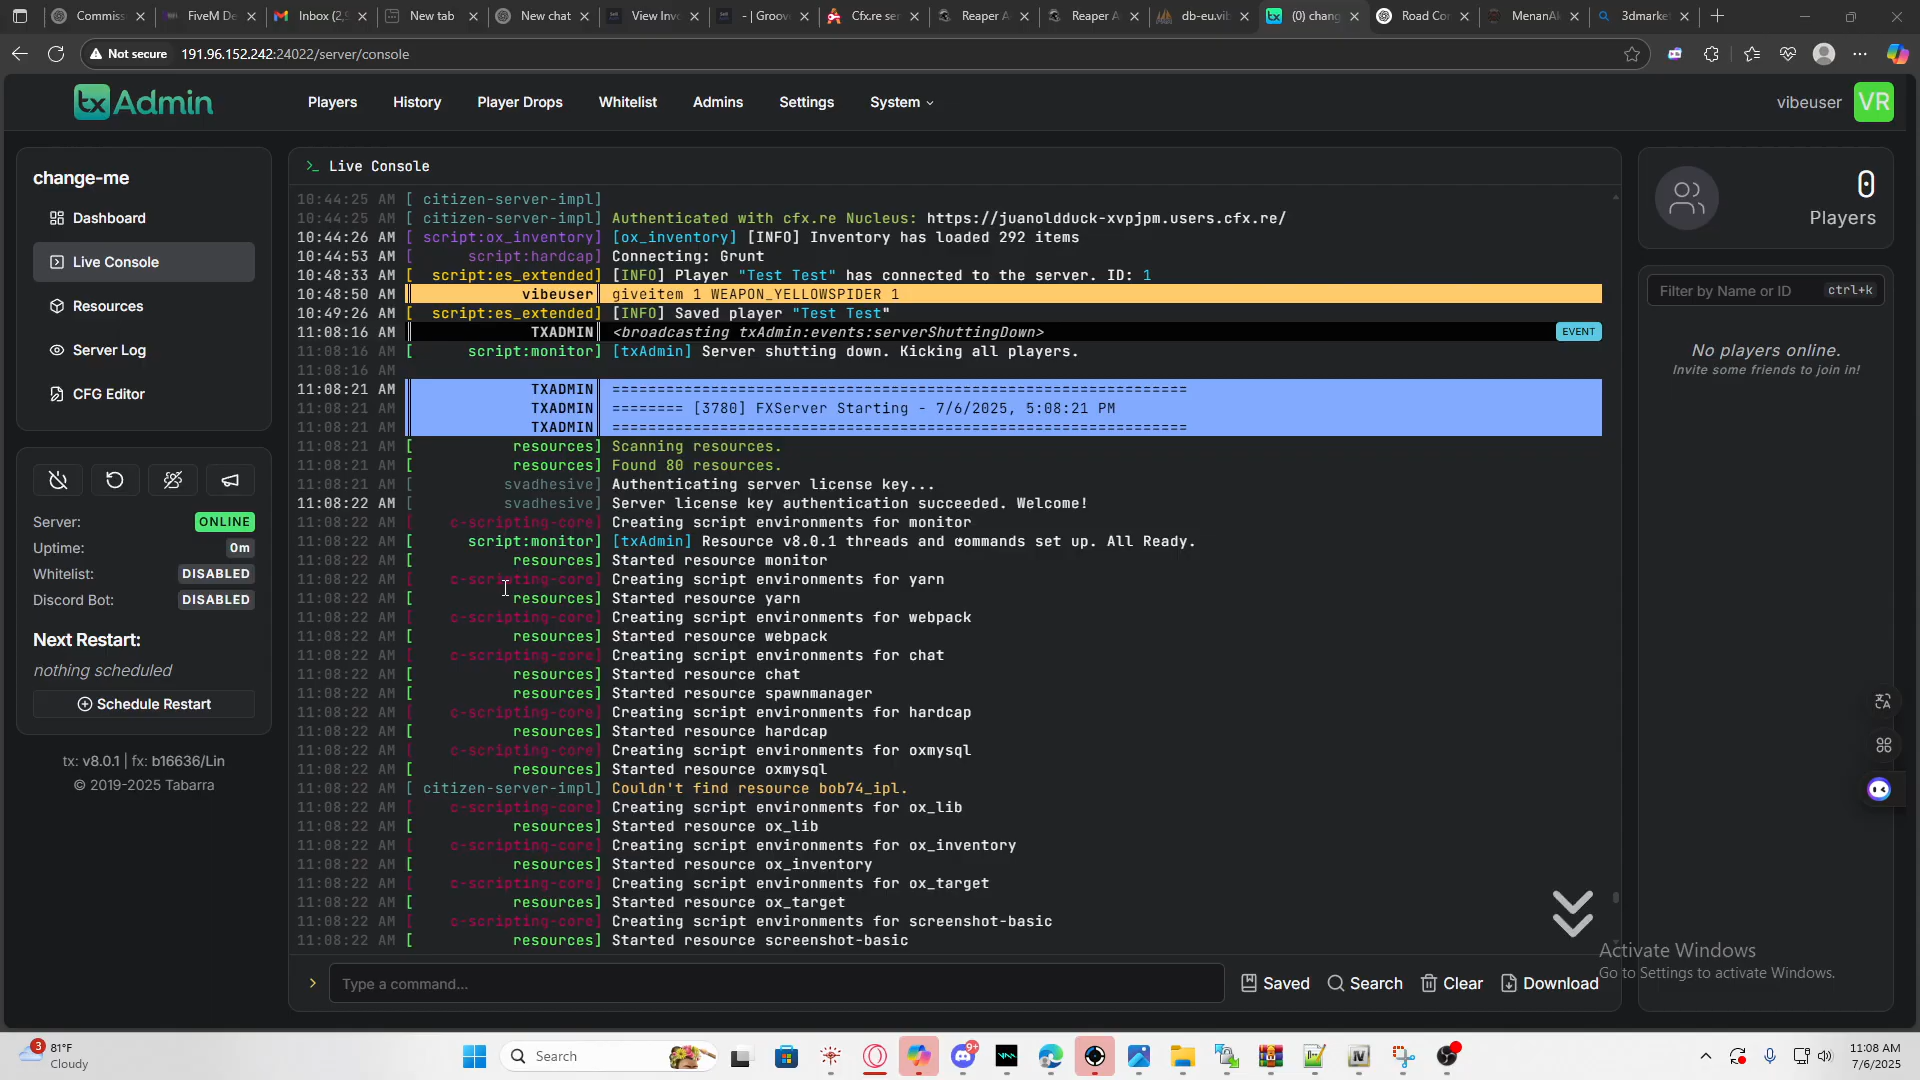 Commiss
FiveM De
Inbox (2,9
New tab
New chat
View Inv
- | Groov
Cfx.re ser
Reaper A
Reaper A
db-eu.vib
(0) chang
Road Cor
MenanAk
3dmarke
Not secure
191.96.152.242:24022/server/console
tx Admin
Players
History
Player Drops
Whitelist
Admins
Settings
System
vibeuser
VR
change-me
Dashboard
Live Console
Resources
Server Log
CFG Editor
Server: ONLINE
Uptime: 0m
Whitelist: DISABLED
Discord Bot: DISABLED
Next Restart:
nothing scheduled
Schedule Restart
tx: v8.0.1 | fx: b16636/Lin
© 2019-2025 Tabarra
>_ Live Console
10:44:25 AM [ citizen-server-impl]
10:44:25 AM [ citizen-server-impl] Authenticated with cfx.re Nucleus: https://juanoldduck-xvpjpm.users.cfx.re/
10:44:26 AM [ script:ox_inventory] [ox_inventory] [INFO] Inventory has loaded 292 items
10:44:53 AM [ script:hardcap] Connecting: Grunt
10:48:33 AM [ script:es_extended] [INFO] Player "Test Test" has connected to the server. ID: 1
10:48:50 AM vibeuser giveitem 1 WEAPON_YELLOWSPIDER 1
10:49:26 AM [ script:es_extended] [INFO] Saved player "Test Test"
11:08:16 AM TXADMIN <broadcasting txAdmin:events:serverShuttingDown> EVENT
11:08:16 AM [ script:monitor] [txAdmin] Server shutting down. Kicking all players.
11:08:16 AM
11:08:21 AM TXADMIN ================================================================
11:08:21 AM TXADMIN ======== [3780] FXServer Starting - 7/6/2025, 5:08:21 PM
11:08:21 AM TXADMIN ================================================================
11:08:21 AM [ resources] Scanning resources.
11:08:21 AM [ resources] Found 80 resources.
11:08:21 AM [ svadhesive] Authenticating server license key...
11:08:22 AM [ svadhesive] Server license key authentication succeeded. Welcome!
11:08:22 AM [ c-scripting-core] Creating script environments for monitor
11:08:22 AM [ script:monitor] [txAdmin] Resource v8.0.1 threads and commands set up. All Ready.
11:08:22 AM [ resources] Started resource monitor
11:08:22 AM [ c-scripting-core] Creating script environments for yarn
11:08:22 AM [ resources] Started resource yarn
11:08:22 AM [ c-scripting-core] Creating script environments for webpack
11:08:22 AM [ resources] Started resource webpack
11:08:22 AM [ c-scripting-core] Creating script environments for chat
11:08:22 AM [ resources] Started resource chat
11:08:22 AM [ resources] Started resource spawnmanager
11:08:22 AM [ c-scripting-core] Creating script environments for hardcap
11:08:22 AM [ resources] Started resource hardcap
11:08:22 AM [ c-scripting-core] Creating script environments for oxmysql
11:08:22 AM [ resources] Started resource oxmysql
11:08:22 AM [ citizen-server-impl] Couldn't find resource bob74_ipl.
11:08:22 AM [ c-scripting-core] Creating script environments for ox_lib
11:08:22 AM [ resources] Started resource ox_lib
11:08:22 AM [ c-scripting-core] Creating script environments for ox_inventory
11:08:22 AM [ resources] Started resource ox_inventory
11:08:22 AM [ c-scripting-core] Creating script environments for ox_target
11:08:22 AM [ resources] Started resource ox_target
11:08:22 AM [ c-scripting-core] Creating script environments for screenshot-basic
11:08:22 AM [ resources] Started resource screenshot-basic
Type a command...
Saved
Search
Clear
Download
0
Players
Filter by Name or ID
ctrl+k
No players online.
Invite some friends to join in!
Activate Windows
Go to Settings to activate Windows.
3
81°F
Cloudy
Search
9+
11:08 AM
7/6/2025